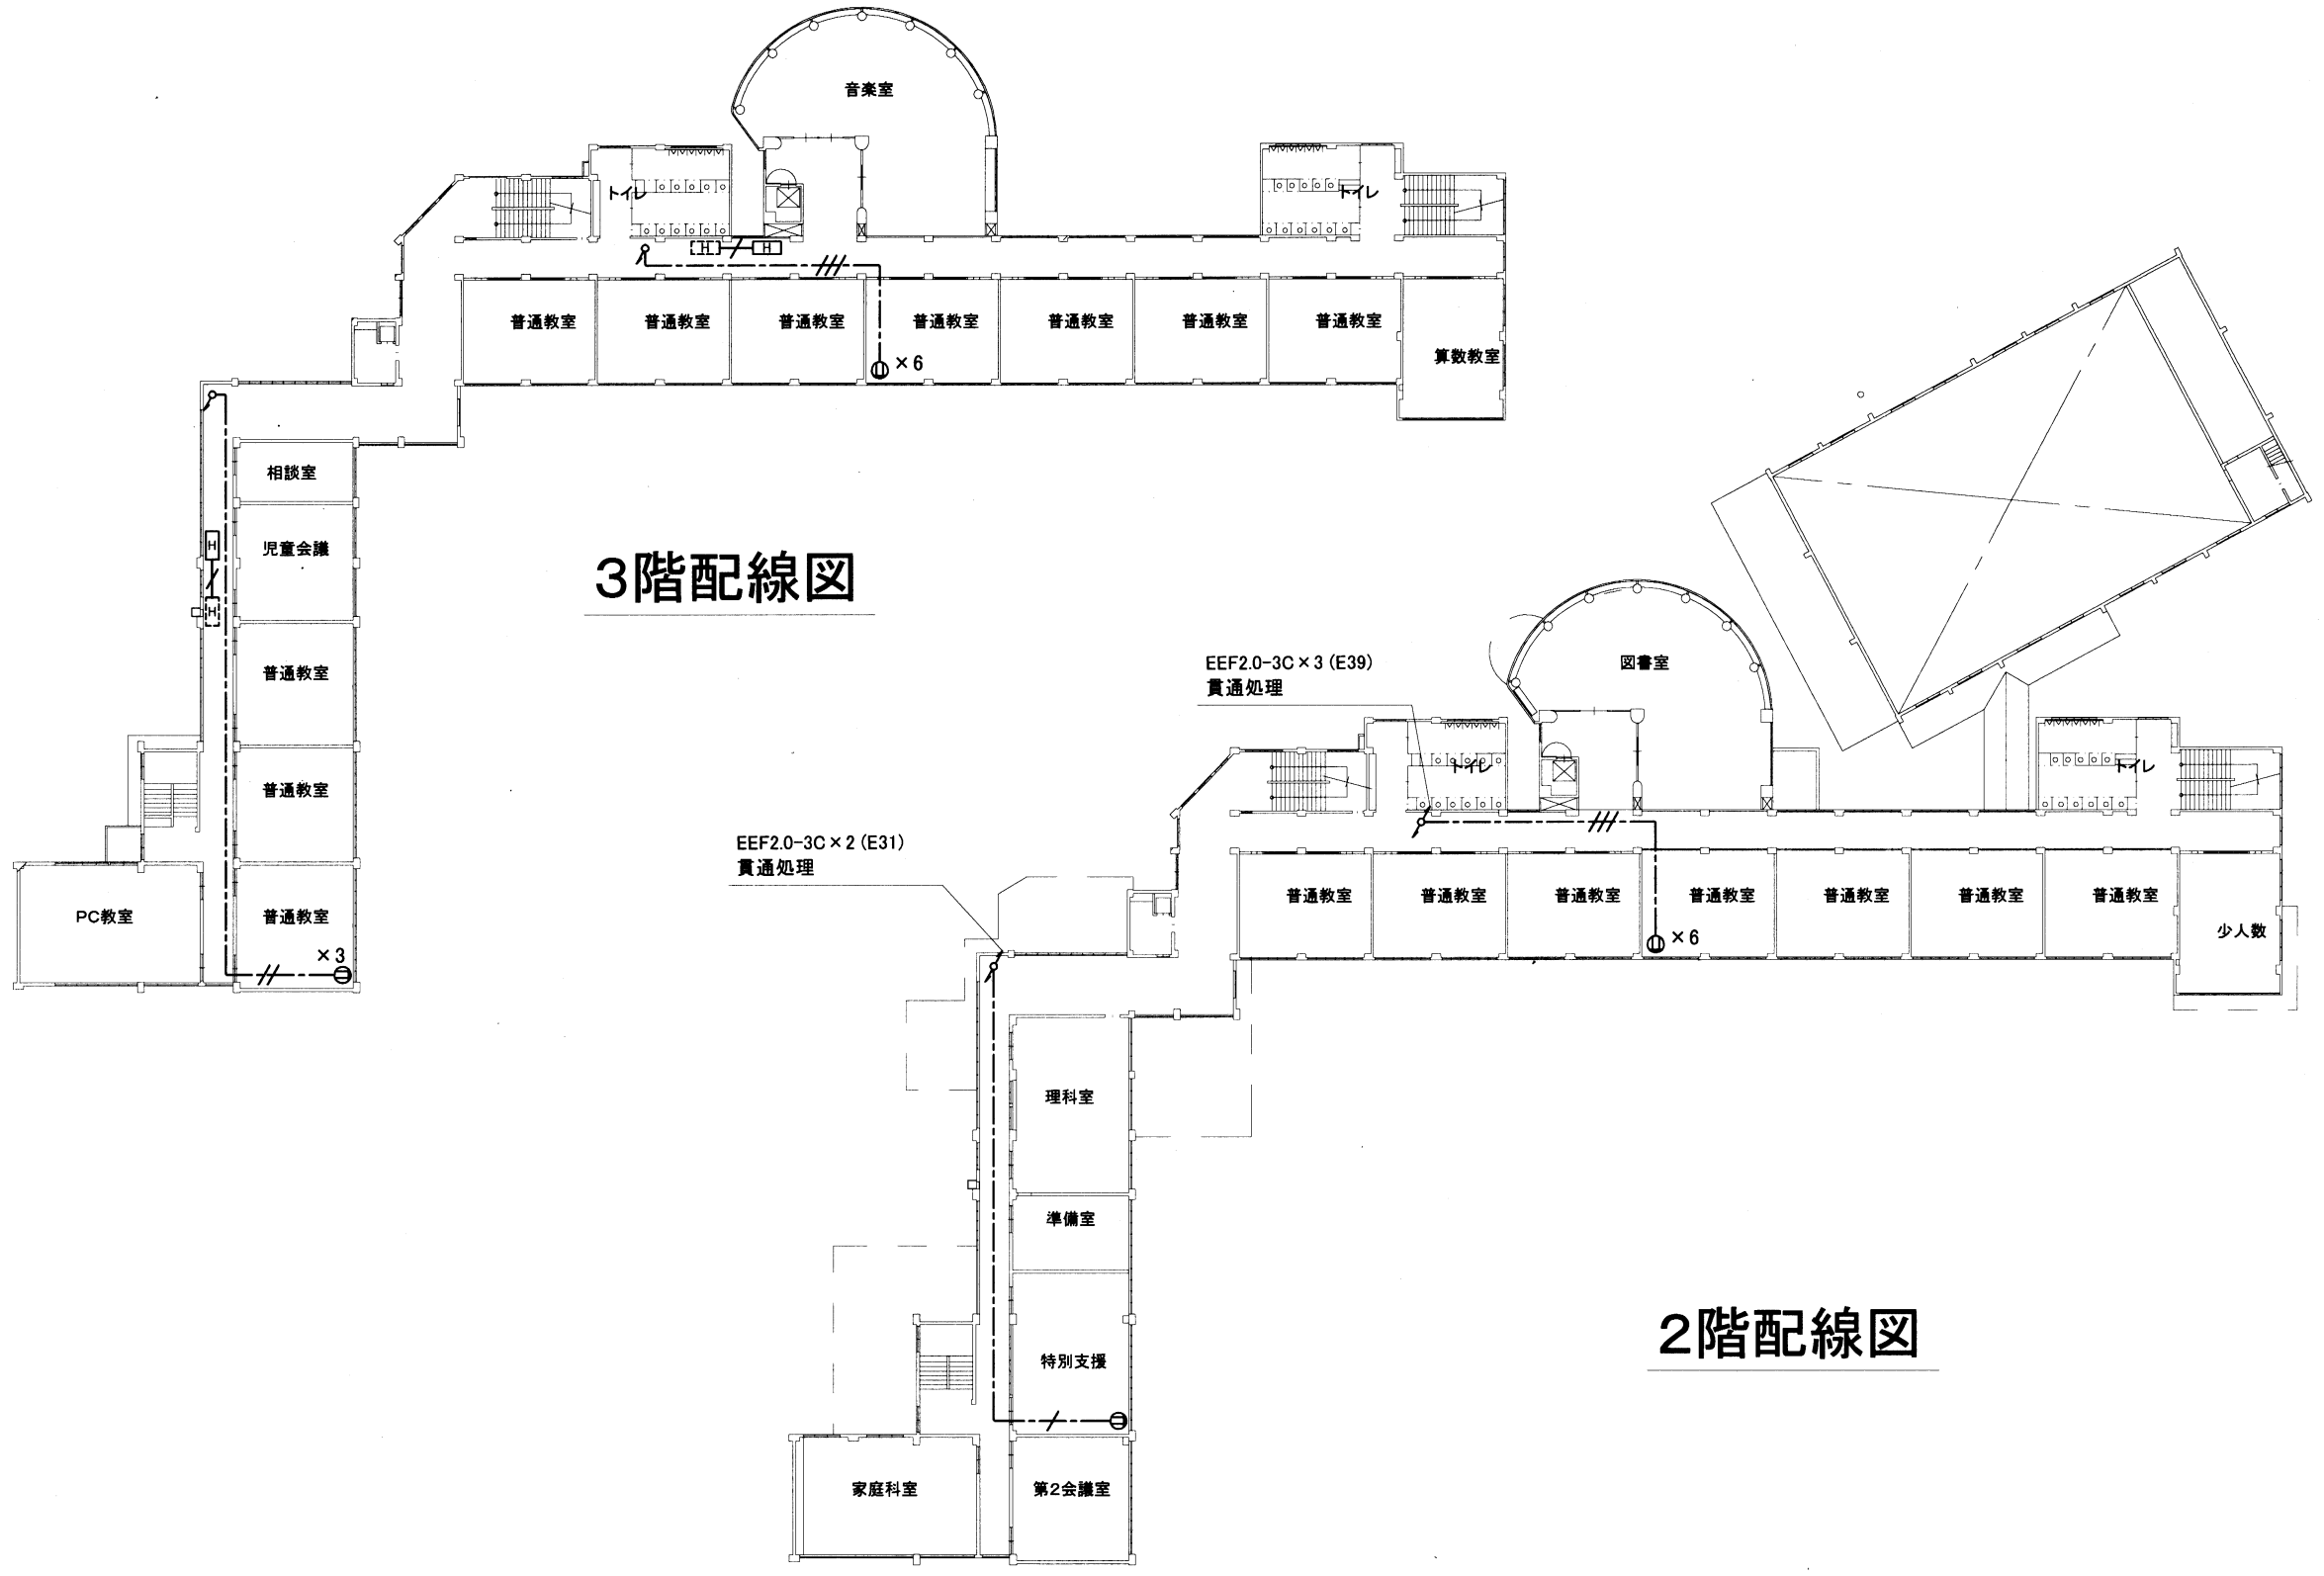 音楽室
トイレ
トイレ
H
H
普通教室
普通教室
普通教室
普通教室
普通教室
普通教室
普通教室
算数教室
×6
相談室
児童会議
H
H
普通教室
普通教室
普通教室
PC教室
×3
3階配線図
EEF2.0-3C×3(E39)
貫通処理
図書室
トイレ
トイレ
EEF2.0-3C×2(E31)
貫通処理
普通教室
普通教室
普通教室
普通教室
普通教室
普通教室
普通教室
少人数
×6
理科室
準備室
特別支援
家庭科室
第2会議室
2階配線図